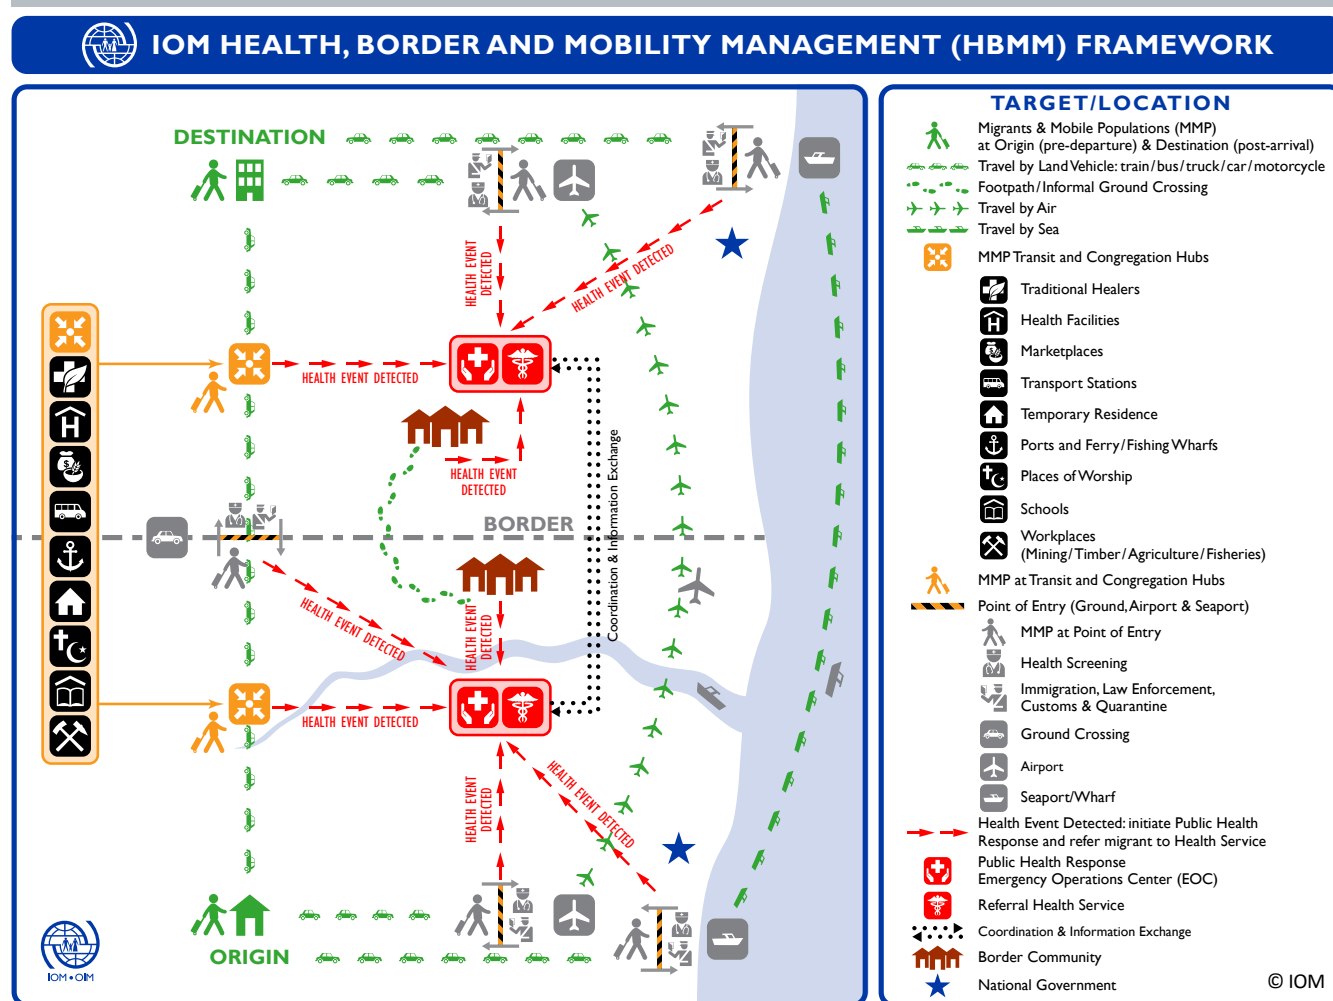 IOM HEALTH, BORDER AND MOBILITY MANAGEMENT (HBMM) FRAMEWORK
DESTINATION
HEALTH EVENT
DETECTED
HEALTH EVENT DETECTED
HEALTH EVENT DETECTED
HEALTH EVENT
DETECTED
BORDER
Coordination & Information Exchange
HEALTH EVENT DETECTED
HEALTH EVENT
DETECTED
HEALTH EVENT DETECTED
HEALTH EVENT
DETECTED
HEALTH EVENT DETECTED
ORIGIN
IOM • OIM
TARGET/LOCATION
Migrants & Mobile Populations (MMP)
at Origin (pre-departure) & Destination (post-arrival)
Travel by Land Vehicle: train/bus/truck/car/motorcycle
Footpath/Informal Ground Crossing
Travel by Air
Travel by Sea
MMP Transit and Congregation Hubs
Traditional Healers
H
Health Facilities
Marketplaces
Transport Stations
Temporary Residence
Ports and Ferry/Fishing Wharfs
Places of Worship
Schools
Workplaces
(Mining/Timber/Agriculture/Fisheries)
MMP at Transit and Congregation Hubs
Point of Entry (Ground, Airport & Seaport)
MMP at Point of Entry
Health Screening
Immigration, Law Enforcement,
Customs & Quarantine
Ground Crossing
Airport
Seaport/Wharf
Health Event Detected: initiate Public Health
Response and refer migrant to Health Service
Public Health Response
Emergency Operations Center (EOC)
Referral Health Service
Coordination & Information Exchange
Border Community
National Government
© IOM